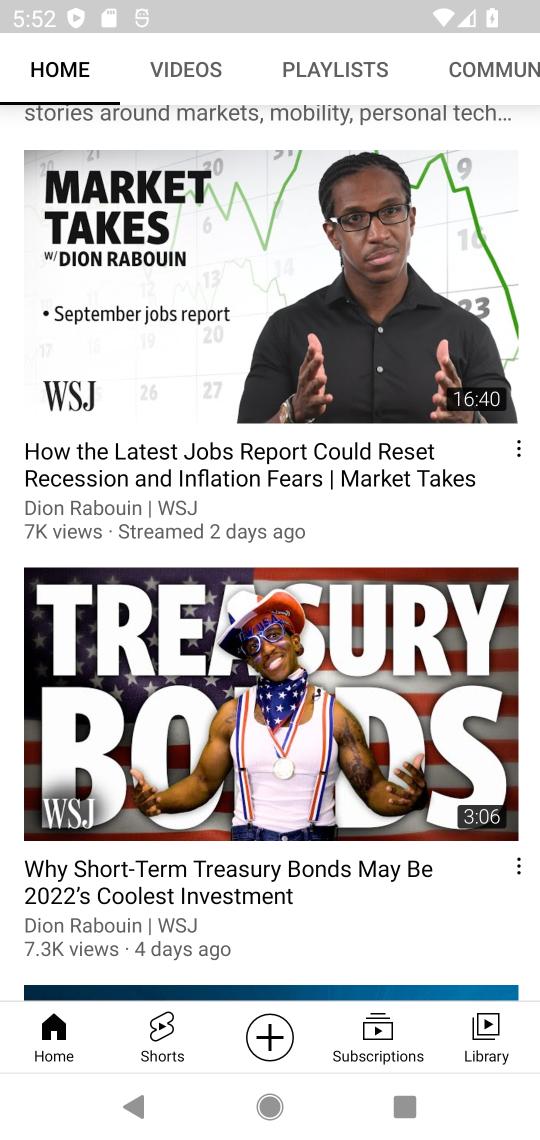 5:52
HOME VIDEOS PLAYLISTS COMMUN
stories around markets, mobility, personal tech...
MARKET
TAKES
w/ DION RABOUIN
• September jobs report
WSJ
16:40
How the Latest Jobs Report Could Reset
Recession and Inflation Fears | Market Takes
Dion Rabouin | WSJ
7K views · Streamed 2 days ago
TREASURY
BONDS
WSJ
3:06
Why Short-Term Treasury Bonds May Be
2022’s Coolest Investment
Dion Rabouin | WSJ
7.3K views · 4 days ago
Home Shorts Subscriptions Library